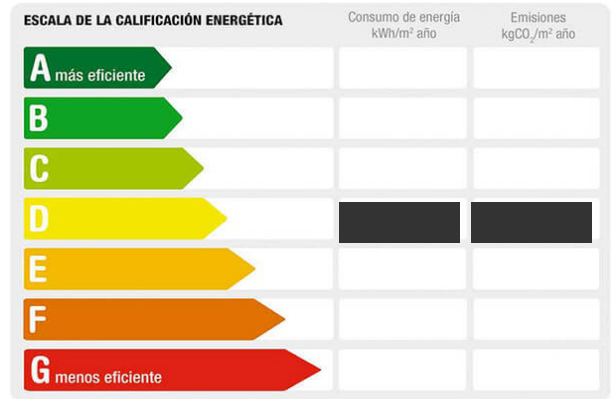 ESCALA DE LA CALIFICACIÓN ENERGÉTICA
Consumo de energía
kWh/m² año
Emisiones
kgCO₂/m² año
A más eficiente
B
C
D
E
F
G menos eficiente